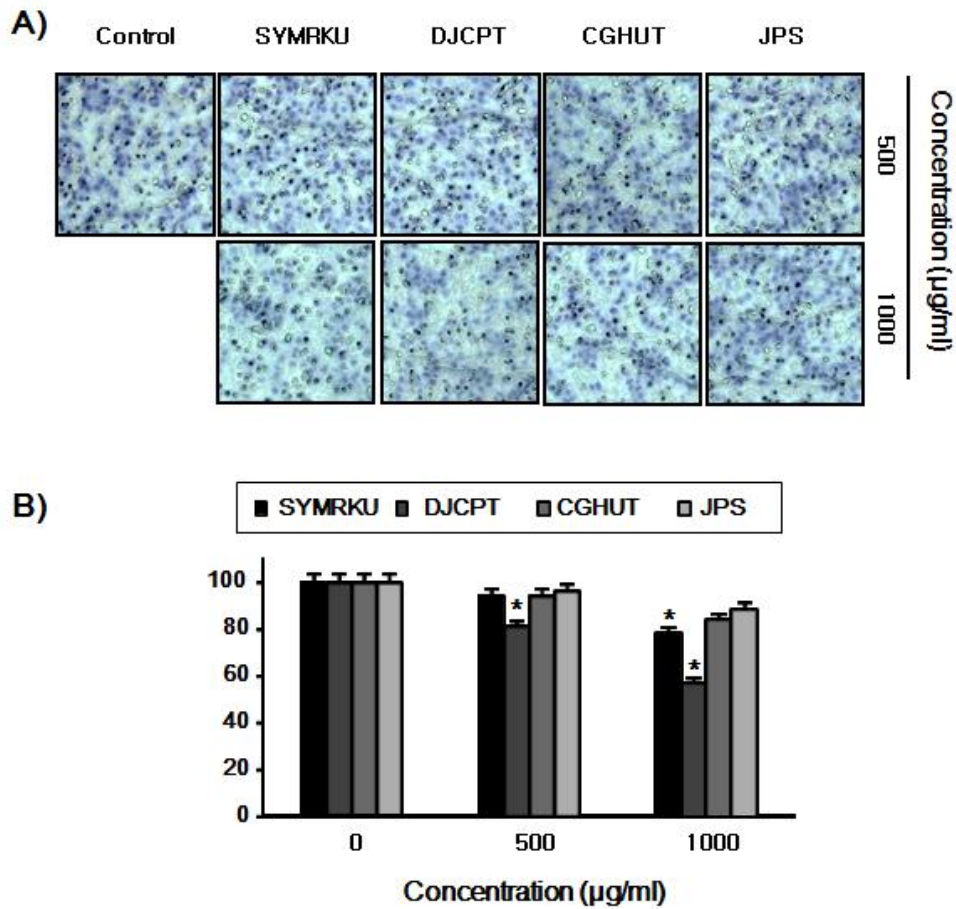 A)
Control SYMRKU DJCPT CGHUT JPS
500
1000
Concentration (µg/ml)
B)
SYMRKU DJCPT CGHUT JPS
100
80
60
40
20
0
* * *
0 500 1000
Concentration (µg/ml)